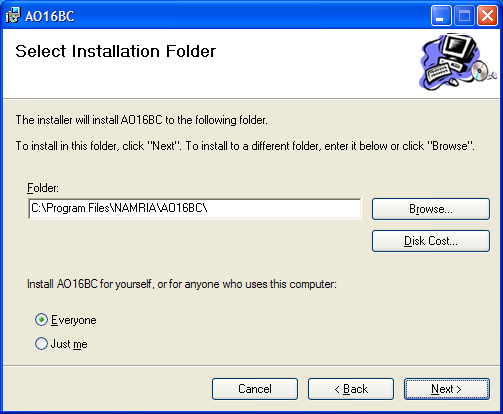 AO16BC
Select Installation Folder
The installer will install AO16BC to the following folder.
To install in this folder, click "Next". To install to a different folder, enter it below or click "Browse".
Folder:
C:\Program Files\NAMRIA\AO16BC\
Browse...
Disk Cost...
Install AO16BC for yourself, or for anyone who uses this computer:
Everyone
Just me
Cancel
< Back
Next >